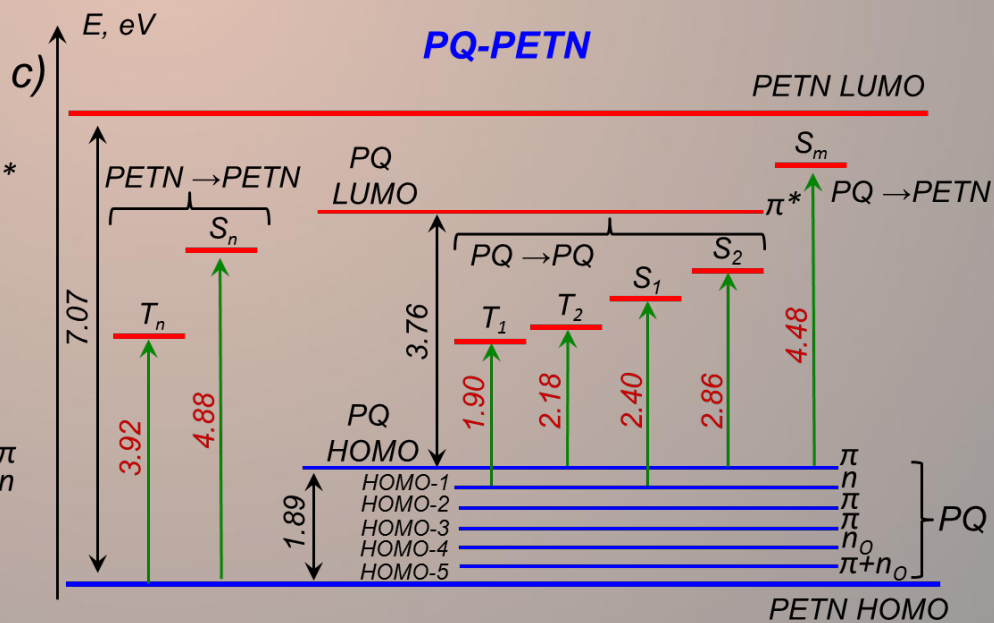 E, eV
PQ-PETN
c)
PETN LUMO
*
PQ
LUMO
π*
S_m
PQ →PETN
PETN →PETN
S_n
T_n
PQ →PQ
T_1
T_2
S_1
S_2
7.07
3.76
3.92
4.88
1.90
2.18
2.40
2.86
4.48
π
n
PQ
HOMO
π
HOMO-1
n
HOMO-2
π
HOMO-3
π
HOMO-4
n_O
HOMO-5
π+n_O
PQ
1.89
PETN HOMO